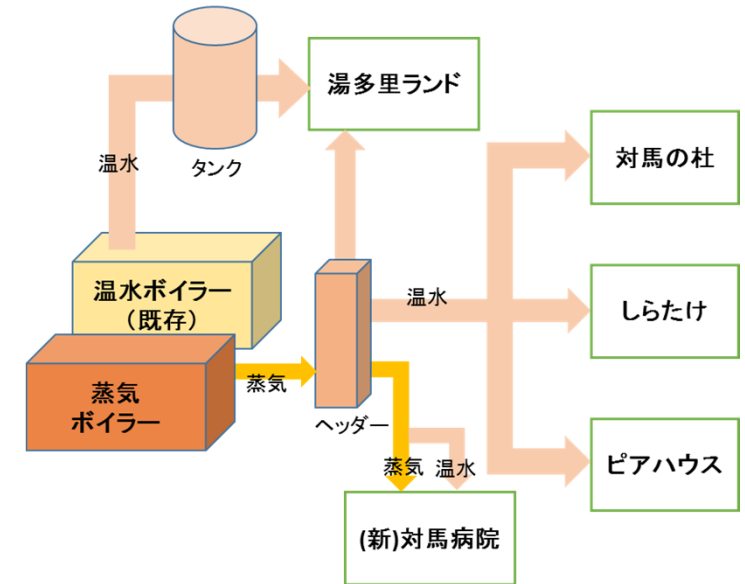 湯多里ランド
温水
タンク
対馬の杜
温水ボイラー
（既存）
温水
しらたけ
蒸気
ボイラー
蒸気
ヘッダー
ピアハウス
蒸気
温水
(新)対馬病院